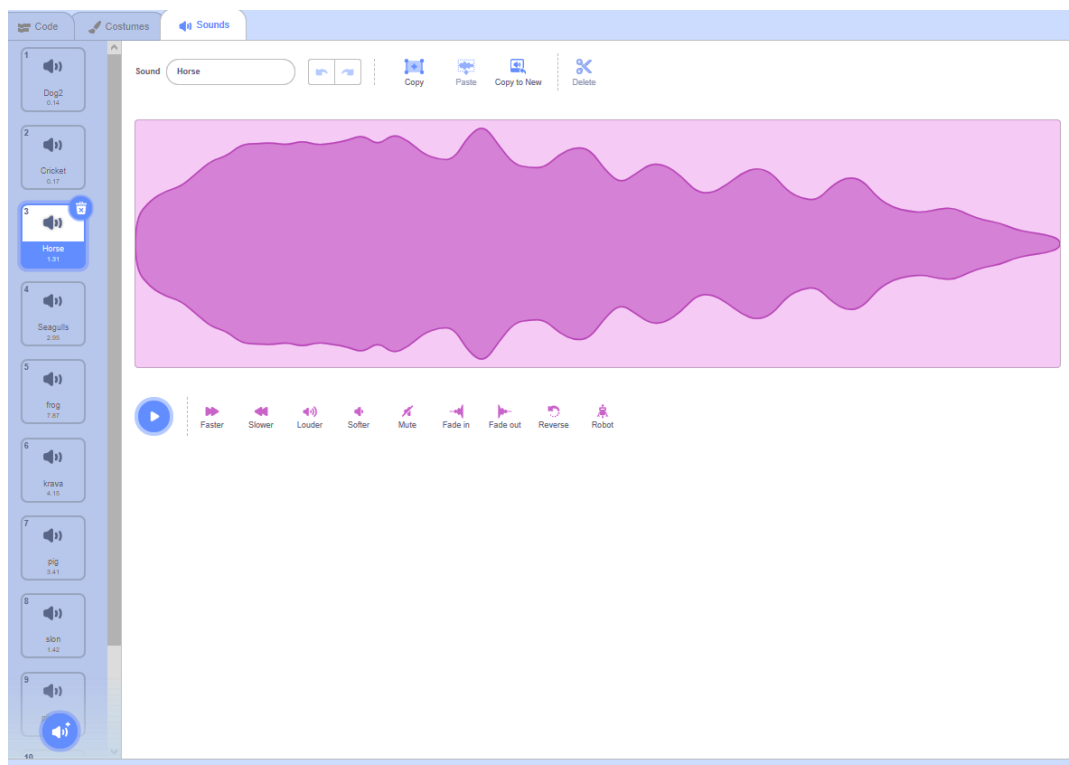 Code Costumes Sounds
1
Dog2
0.14
2
Cricket
0.17
3
Horse
1.31
4
Seagulls
2.95
5
frog
7.87
6
krava
4.15
7
pig
3.41
8
slon
1.42
9
10
Sound Horse
Copy Paste Copy to New Delete
Faster Slower Louder Softer Mute Fade in Fade out Reverse Robot